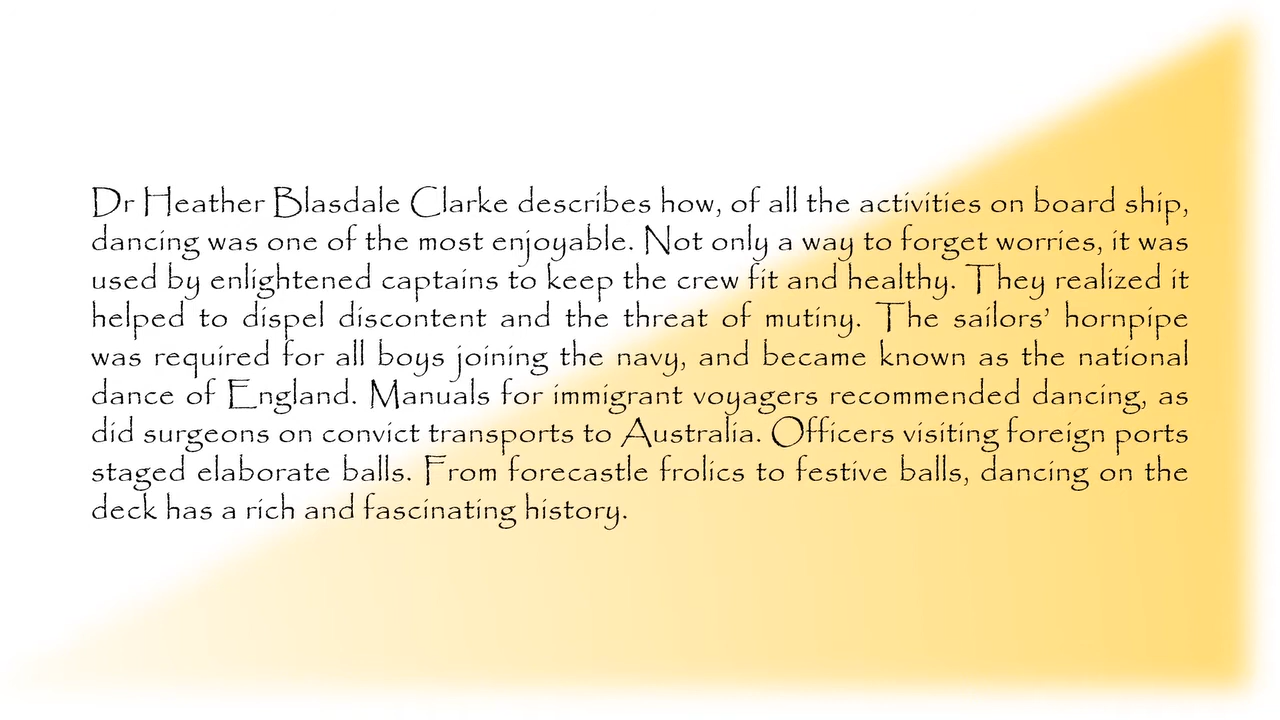 Dr Heather Blasdale Clarke describes how, of all the activities on board ship,
dancing was one of the most enjoyable. Not only a way to forget worries, it was
used by enlightened captains to keep the crew fit and healthy. They realized it
helped to dispel discontent and the threat of mutiny. The sailors’ hornpipe
was required for all boys joining the navy, and became known as the national
dance of England. Manuals for immigrant voyagers recommended dancing, as
did surgeons on convict transports to Australia. Officers visiting foreign ports
staged elaborate balls. From forecastle frolics to festive balls, dancing on the
deck has a rich and fascinating history.